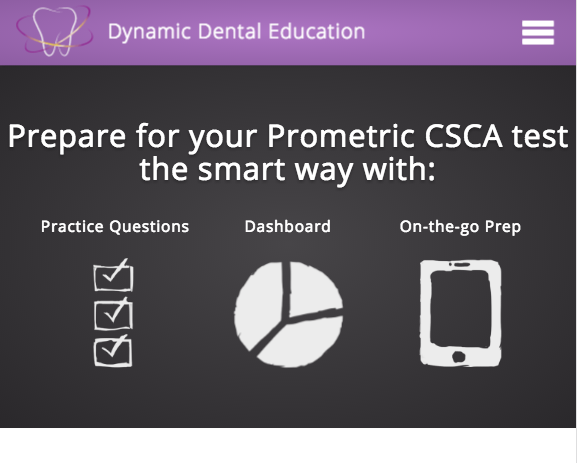 Dynamic Dental Education
Prepare for your Prometric CSCA test
the smart way with:
Practice Questions
Dashboard
On-the-go Prep